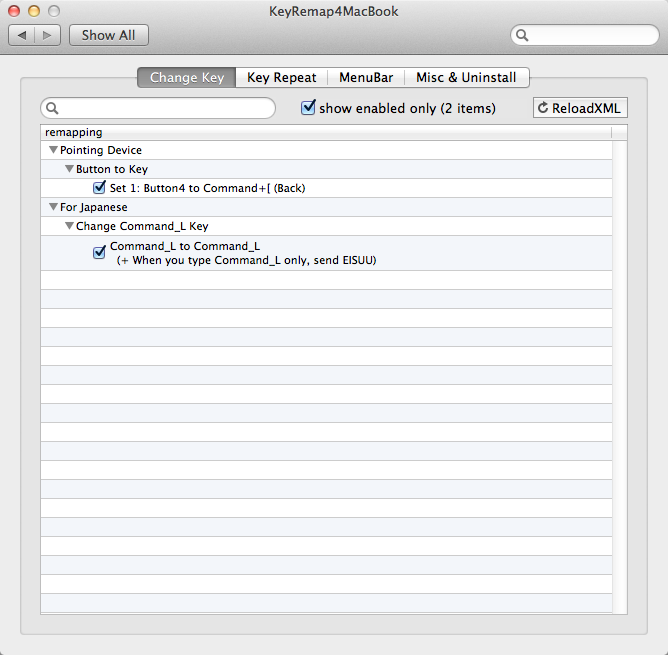 KeyRemap4MacBook
Show All
Change Key
Key Repeat
MenuBar
Misc & Uninstall
show enabled only (2 items)
ReloadXML
remapping
Pointing Device
Button to Key
Set 1: Button4 to Command+[ (Back)
For Japanese
Change Command_L Key
Command_L to Command_L
(+ When you type Command_L only, send EISUU)